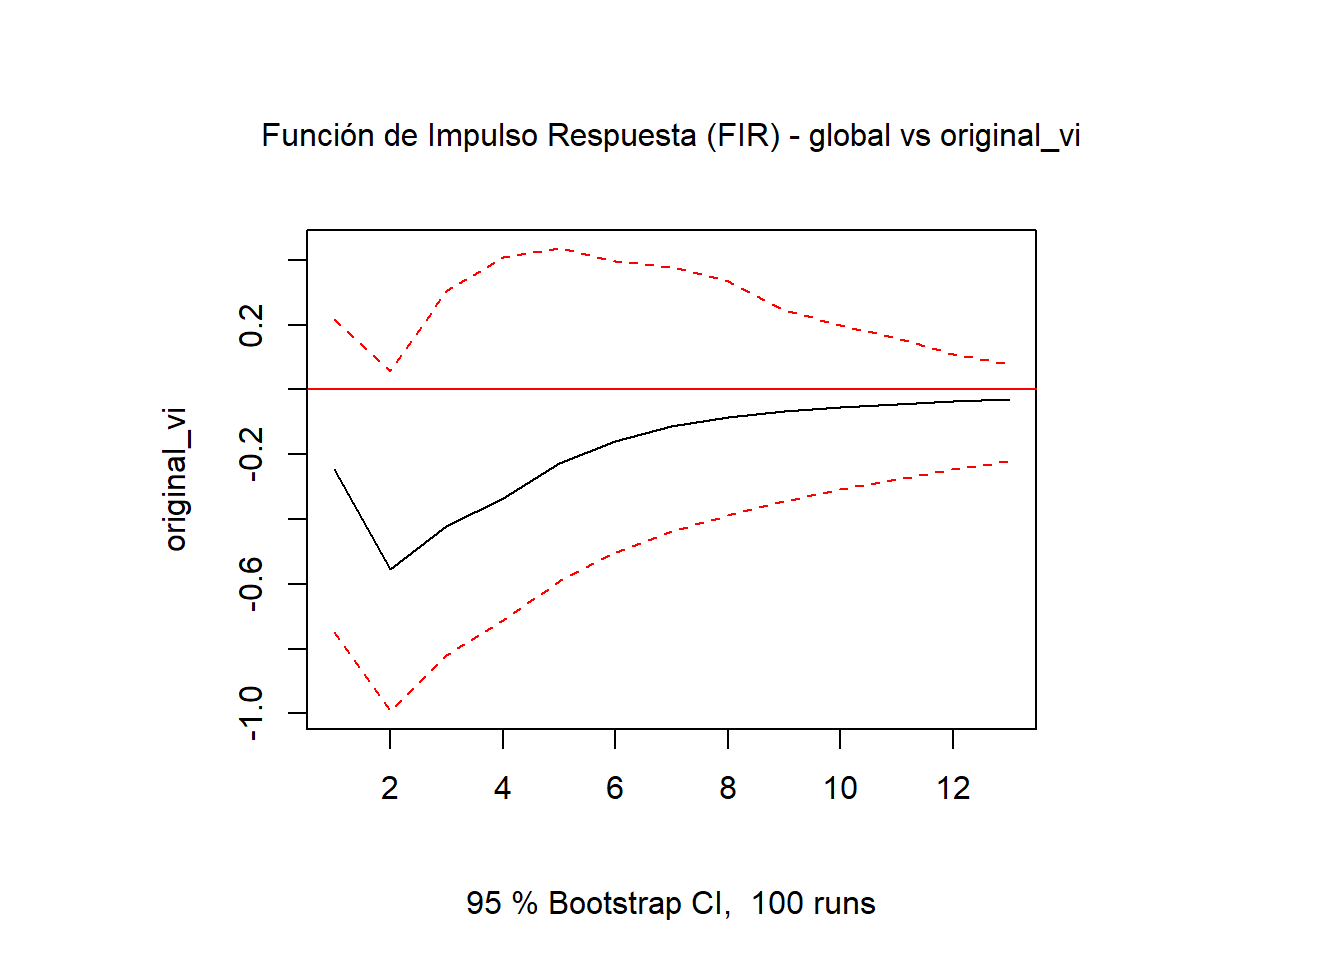 Función de Impulso Respuesta (FIR) - global vs original_vi
original_vi
0.2
-0.2
-0.6
-1.0
2 4 6 8 10 12
95 % Bootstrap CI,  100 runs